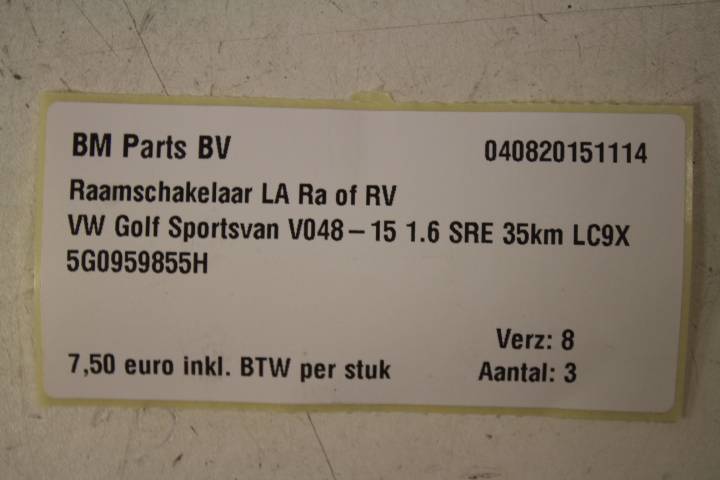 BM Parts BV 040820151114
Raamschakelaar LA Ra of RV
VW Golf Sportsvan V048-15 1.6 SRE 35km LC9X
5G0959855H
Verz: 8
7,50 euro inkl. BTW per stuk Aantal: 3